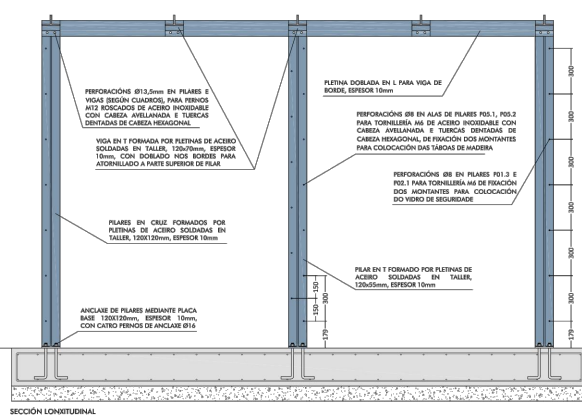 PERFORACIÓNS Ø13,5mm EN PILARES E
VIGAS (SEGÚN CUADROS), PARA PERNOS
M12 ROSCADOS DE ACEIRO INOXIDABLE
CON CABEZA AVELLANADA E TUERCAS
DENTADAS DE CABEZA HEXAGONAL
VIGA EN T FORMADA POR PLETINAS DE ACEIRO
SOLDADAS EN TALLER, 120x70mm, ESPESOR
10mm, CON DOBLADO NOS BORDES PARA
ATORNILLADO A PARTE SUPERIOR DE PILAR
PILARES EN CRUZ FORMADOS POR
PLETINAS DE ACEIRO SOLDADAS EN
TALLER, 120X120mm, ESPESOR 10mm
ANCLAXE DE PILARES MEDIANTE PLACA
BASE 120X120mm, ESPESOR 10mm,
CON CATRO PERNOS DE ANCLAXE Ø16
PLETINA DOBLADA EN L PARA VIGA DE
BORDE, ESPESOR 10mm
PERFORACIÓNS Ø8 EN ALAS DE PILARES P05.1, P05.2
PARA TORNILLERÍA M6 DE ACEIRO INOXIDABLE CON
CABEZA AVELLANADA E TUERCAS DENTADAS DE
CABEZA HEXAGONAL, DE FIXACIÓN DOS MONTANTES
PARA COLOCACIÓN DAS TÁBOAS DE MADEIRA
PERFORACIÓNS Ø8 EN PILARES P01.3 E
P02.1 PARA TORNILLERÍA M6 DE FIXACIÓN
DOS MONTANTES PARA COLOCACIÓN
DO VIDRO DE SEGURIDADE
PILAR EN T FORMADO POR PLETINAS DE
ACEIRO SOLDADAS EN TALLER,
120x55mm, ESPESOR 10mm
150
150
300
179
300
300
300
300
300
300
179
SECCIÓN LONXITUDINAL